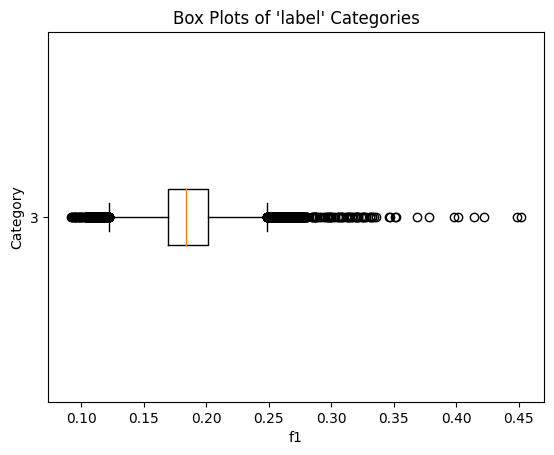 Box Plots of 'label' Categories
Category
3
0.10 0.15 0.20 0.25 0.30 0.35 0.40 0.45
f1